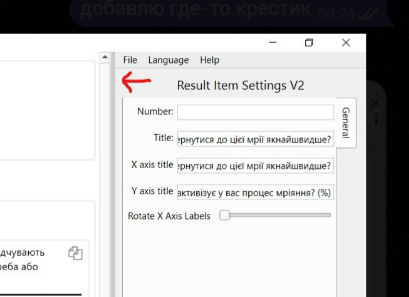 добавлю где-то крестик 00:24
File Language Help
Result Item Settings V2
General
Number:
Title: ернутися до цієї мрії якнайшвидше?
X axis title ернутися до цієї мрії якнайшвидше?
Y axis title активізує у вас процес мріяння? (%)
Rotate X Axis Labels
дчувають
реба або